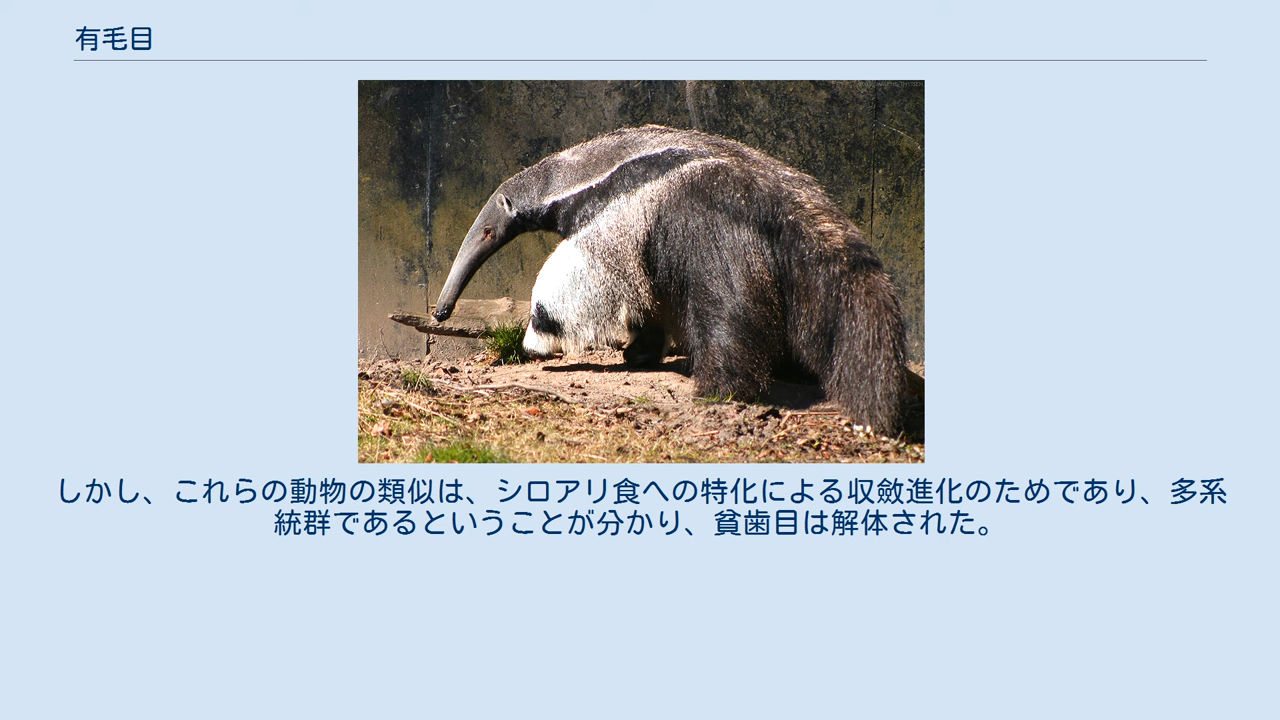 有毛目
しかし、これらの動物の類似は、シロアリ食への特化による収斂進化のためであり、多系
統群であるということが分かり、貧歯目は解体された。